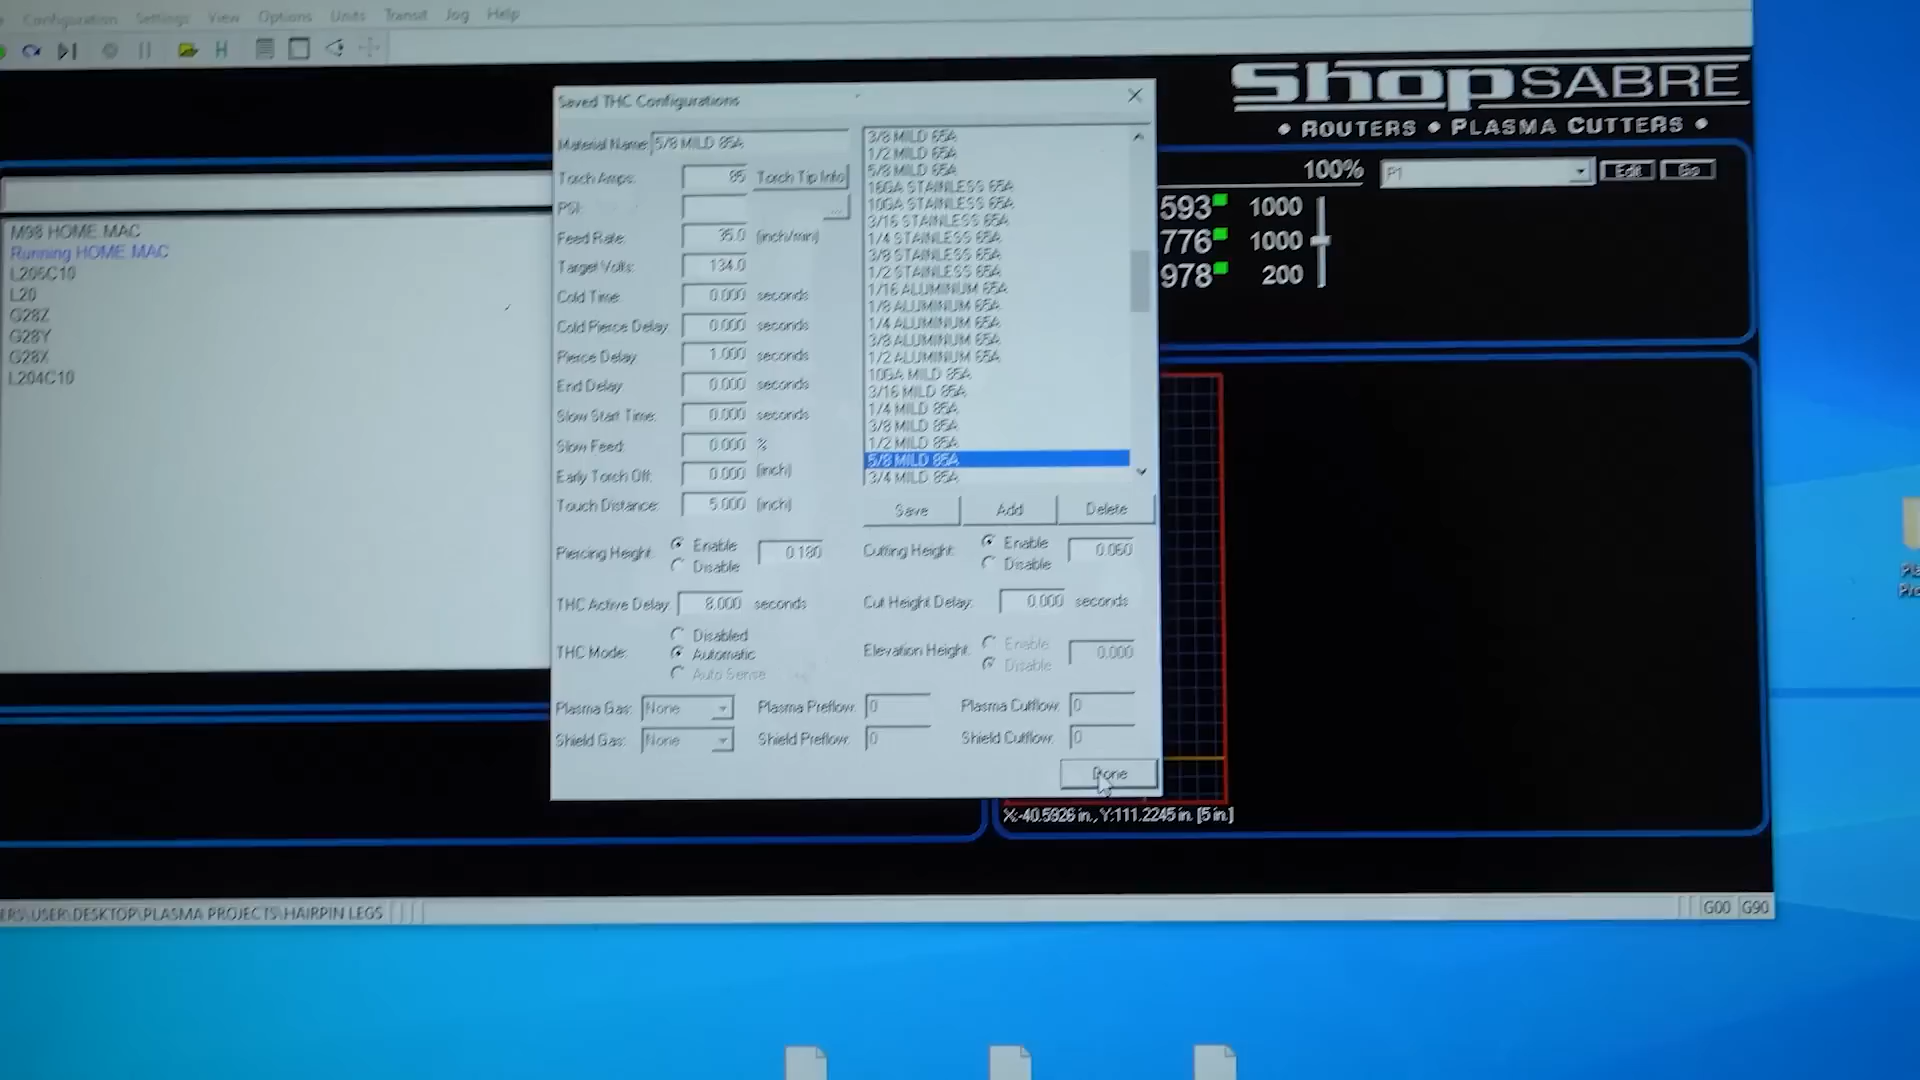 Configuration Settings View Options Units Transit Jog Help
H
Saved THC Configurations
ShopSABRE
• ROUTERS • PLASMA CUTTERS •
Material Name: 5/8 MILD 85A
Torch Amps: 85 Torch Tip Info
PSI: ...
Feed Rate: 35.0 (inch/min)
Target Volts: 134.0
Cold Time: 0.000 seconds
Cold Pierce Delay 0.000 seconds
Pierce Delay 1.000 seconds
End Delay 0.000 seconds
Slow Start Time: 0.000 seconds
Slow Feed: 0.000 %
Early Torch Off: 0.000 (inch)
Touch Distance: 5.000 (inch)
3/8 MILD 65A
1/2 MILD 65A
5/8 MILD 65A
16GA STAINLESS 65A
10GA STAINLESS 65A
3/16 STAINLESS 65A
1/4 STAINLESS 65A
3/8 STAINLESS 65A
1/2 STAINLESS 65A
1/16 ALUMINUM 65A
1/8 ALUMINUM 65A
1/4 ALUMINUM 65A
3/8 ALUMINUM 65A
1/2 ALUMINUM 65A
10GA MILD 85A
3/16 MILD 85A
1/4 MILD 85A
3/8 MILD 85A
1/2 MILD 85A
5/8 MILD 85A
3/4 MILD 85A
Save Add Delete
Piercing Height: Enable 0.180
Disable
Cutting Height: Enable 0.060
Disable
THC Active Delay: 8.000 seconds
Cut Height Delay: 0.000 seconds
THC Mode: Disabled
Automatic
Auto Sense
Elevation Height: Enable 0.000
Disable
Plasma Gas: None Plasma Preflow: 0 Plasma Cutflow: 0
Shield Gas: None Shield Preflow: 0 Shield Cutflow: 0
Done
M98 HOME.MAC
Running HOME.MAC
L205C10
L20
G28Z
G28Y
G28X
L204C10
100% P1 Edit Go
593 1000
776 1000
978 200
X:-40.5926 in., Y:111.2245 in. [5 in.]
ERS\USER\DESKTOP\PLASMA PROJECTS\HAIRPIN LEGS
G00 G90